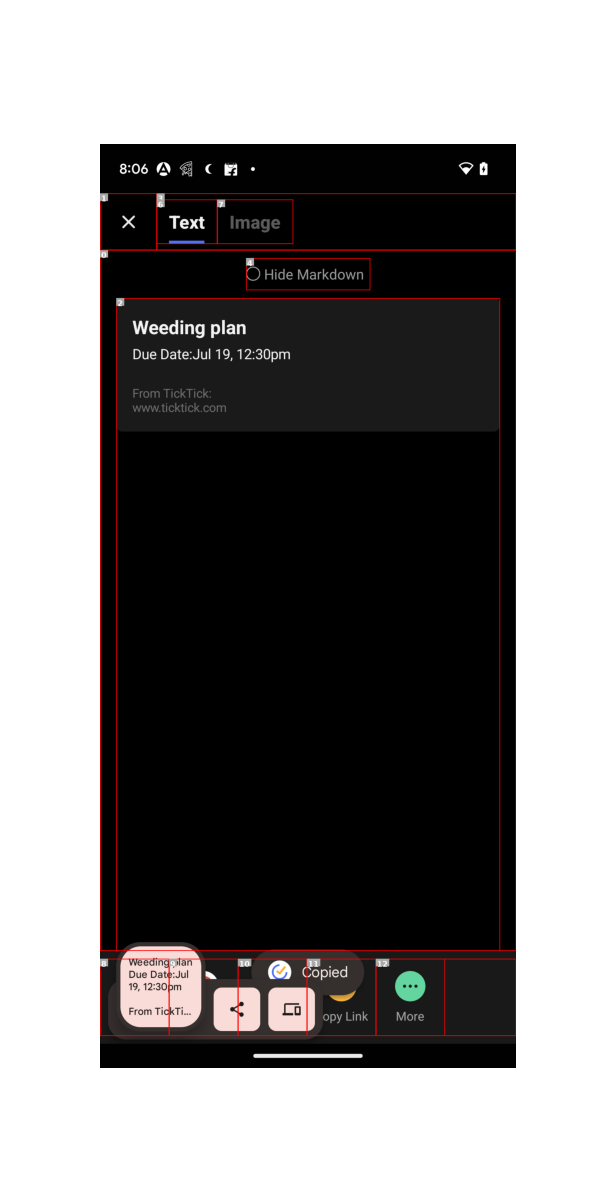 8:06
Text Image
Hide Markdown
Weeding plan
Due Date:Jul 19, 12:30pm
From TickTick:
www.ticktick.com
Weeding plan
Due Date:Jul
19, 12:30pm
From TickTi...
Copied
opy Link
More
0
1
2
4
6
7
8
10
11
12